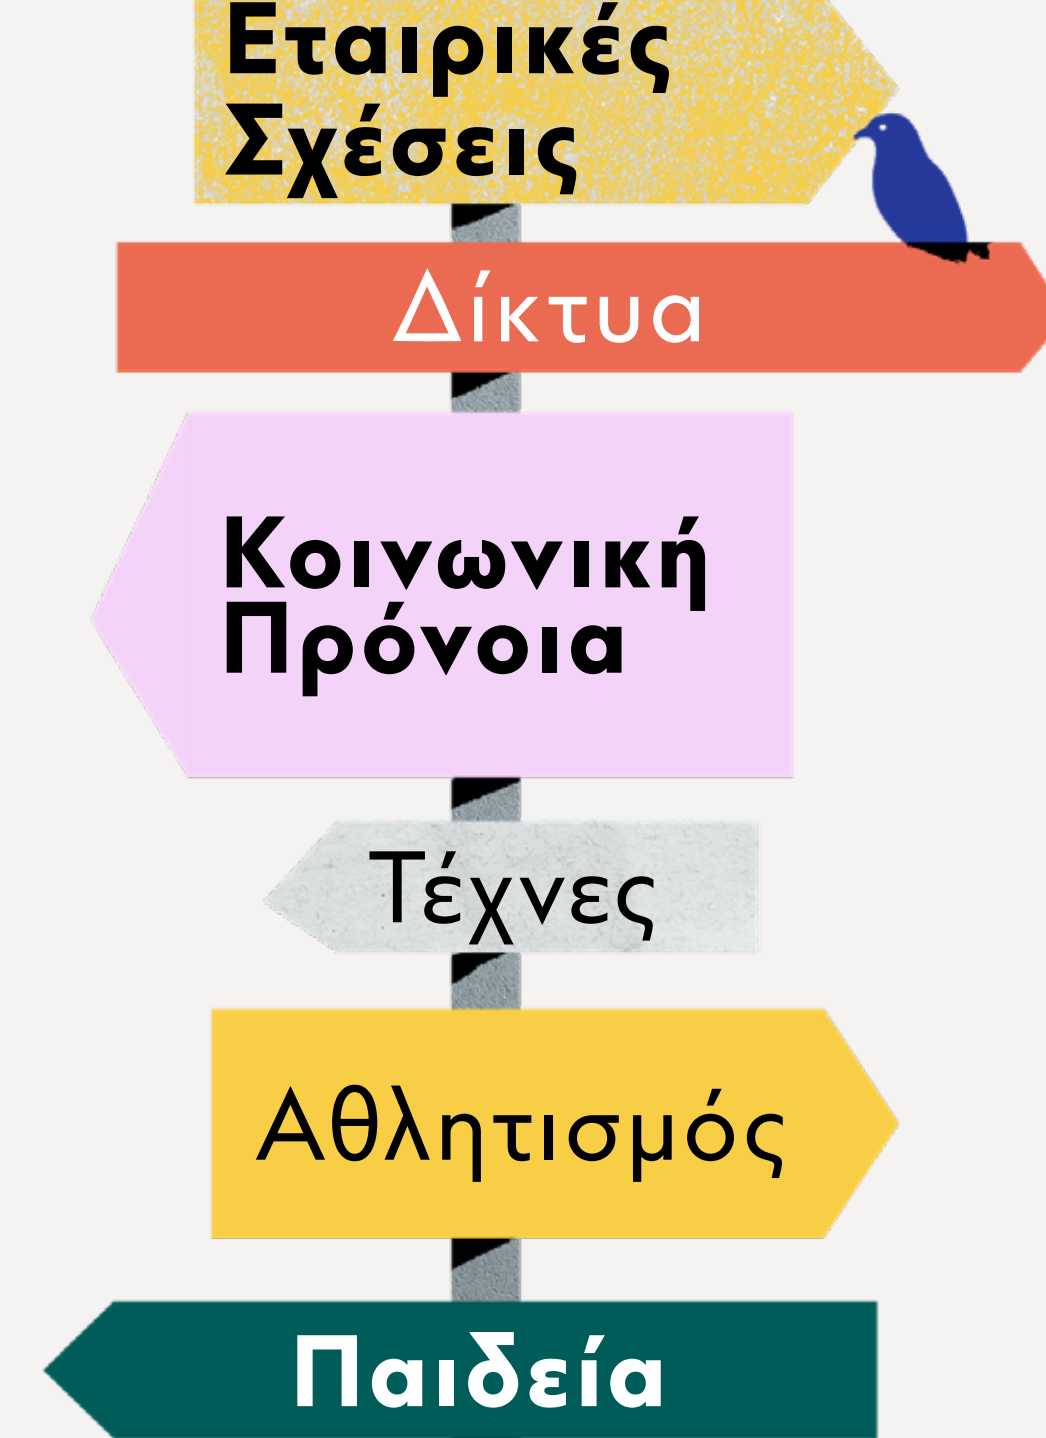 Εταιρικές
Σχέσεις
Δίκτυα
Κοινωνική
Πρόνοια
Τέχνες
Αθλητισμός
Παιδεία